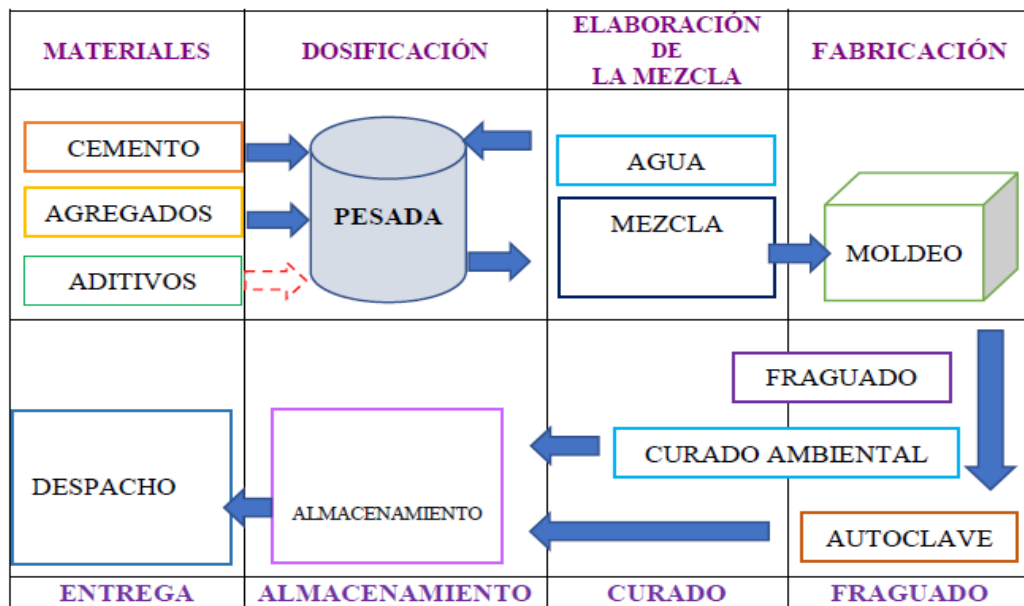 MATERIALES
DOSIFICACIÓN
ELABORACIÓN
DE
LA MEZCLA
FABRICACIÓN
CEMENTO
AGREGADOS
ADITIVOS
PESADA
AGUA
MEZCLA
MOLDEO
FRAGUADO
CURADO AMBIENTAL
AUTOCLAVE
DESPACHO
ALMACENAMIENTO
ENTREGA
ALMACENAMIENTO
CURADO
FRAGUADO